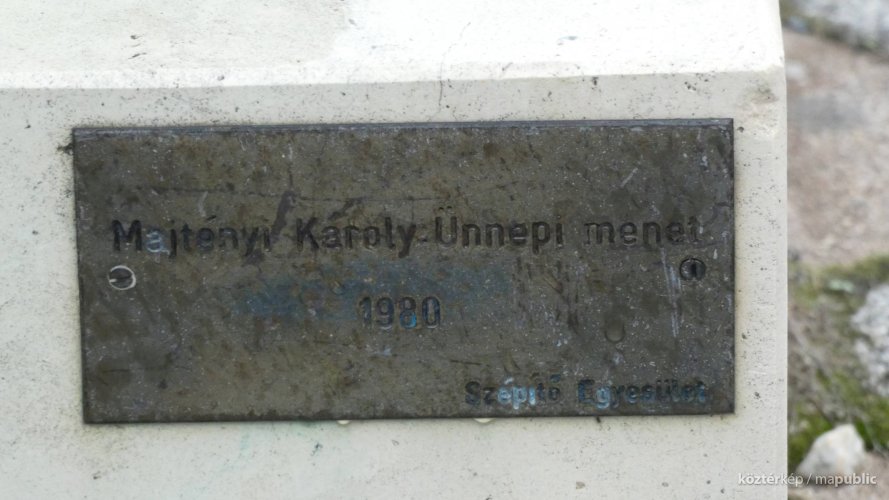 Majtényi Károly: Ünnepi menet
1980
Szépítő Egyesület
köztérkép / mapublic